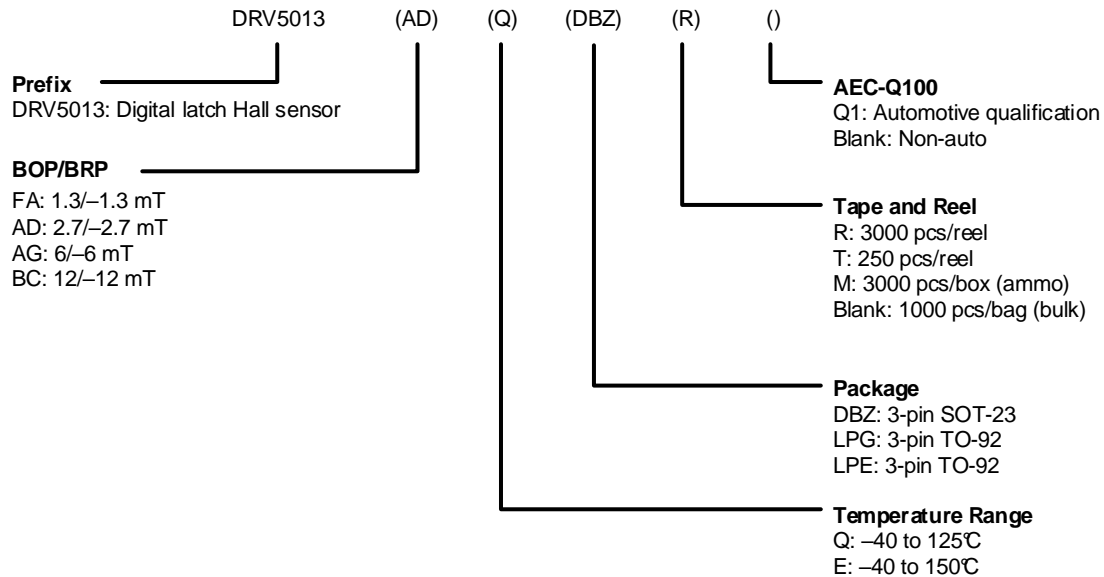 DRV5013 (AD) (Q) (DBZ) (R) ()
Prefix
DRV5013: Digital latch Hall sensor
BOP/BRP
FA: 1.3/–1.3 mT
AD: 2.7/–2.7 mT
AG: 6/–6 mT
BC: 12/–12 mT
AEC-Q100
Q1: Automotive qualification
Blank: Non-auto
Tape and Reel
R: 3000 pcs/reel
T: 250 pcs/reel
M: 3000 pcs/box (ammo)
Blank: 1000 pcs/bag (bulk)
Package
DBZ: 3-pin SOT-23
LPG: 3-pin TO-92
LPE: 3-pin TO-92
Temperature Range
Q: –40 to 125℃
E: –40 to 150℃